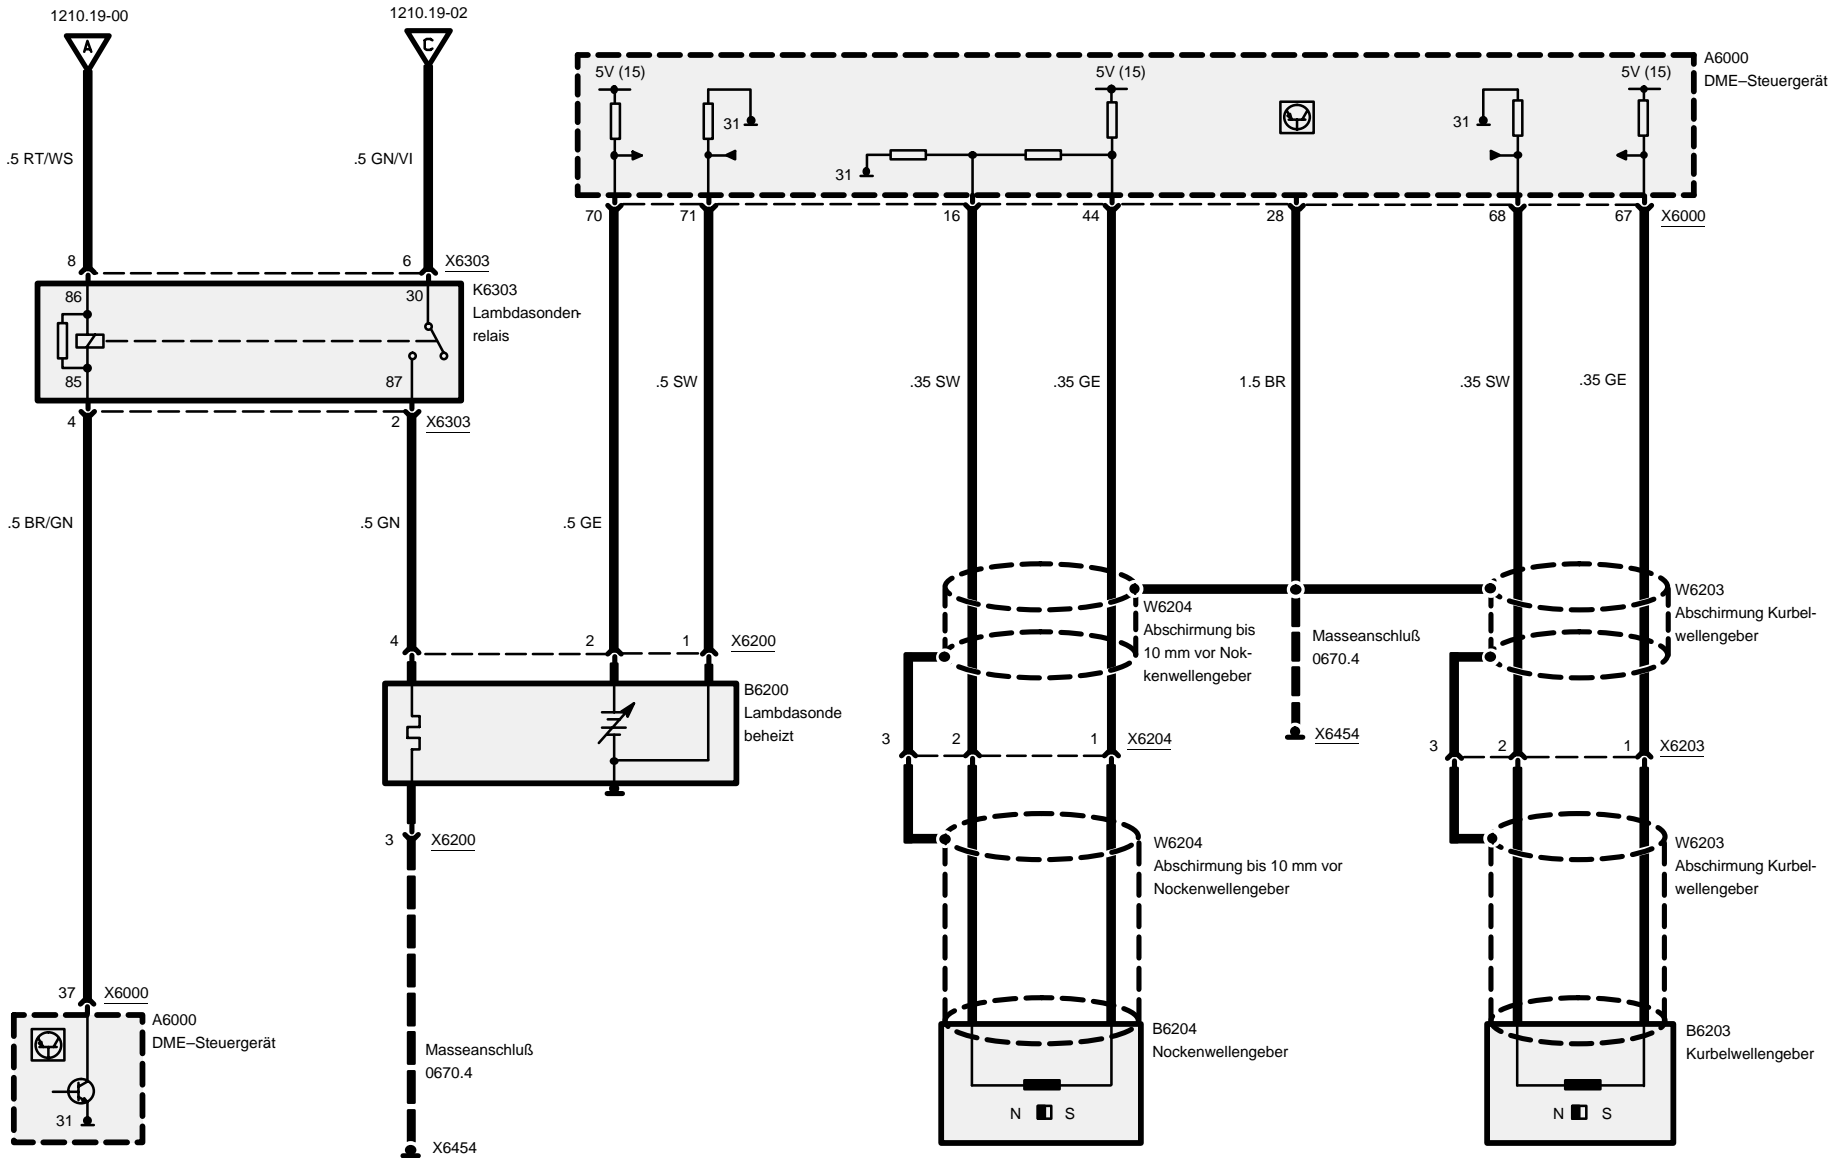 1210.19-00
1210.19-02
A
C
A6000
DME–Steuergerät
5V (15)
5V (15)
5V (15)
31
31
31
.5 RT/WS
.5 GN/VI
70
71
16
44
28
68
67
X6000
8
6
X6303
K6303
Lambdasonden-
relais
86
30
85
87
4
2
X6303
.5 SW
.35 SW
.35 GE
1.5 BR
.35 SW
.35 GE
.5 BR/GN
.5 GN
.5 GE
W6204
Abschirmung bis
10 mm vor Nok-
kenwellengeber
Masseanschluß
0670.4
W6203
Abschirmung Kurbel-
wellengeber
4
2
1
X6200
B6200
Lambdasonde
beheizt
3
2
1
X6204
X6454
3
2
1
X6203
3
X6200
W6204
Abschirmung bis 10 mm vor
Nockenwellengeber
W6203
Abschirmung Kurbel-
wellengeber
37
X6000
A6000
DME–Steuergerät
31
Masseanschluß
0670.4
X6454
B6204
Nockenwellengeber
N S
B6203
Kurbelwellengeber
N S